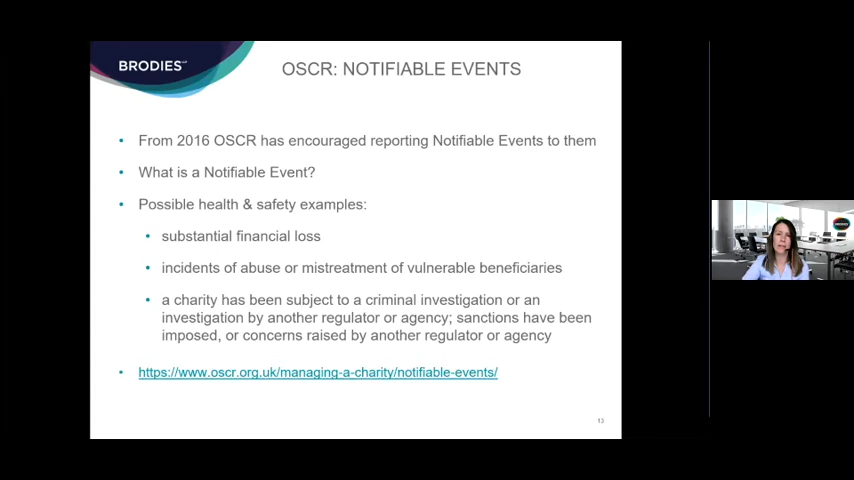 BRODIES LLP
OSCR: NOTIFIABLE EVENTS
• From 2016 OSCR has encouraged reporting Notifiable Events to them
• What is a Notifiable Event?
• Possible health & safety examples:
• substantial financial loss
• incidents of abuse or mistreatment of vulnerable beneficiaries
• a charity has been subject to a criminal investigation or an
investigation by another regulator or agency; sanctions have been
imposed, or concerns raised by another regulator or agency
• https://www.oscr.org.uk/managing-a-charity/notifiable-events/
13